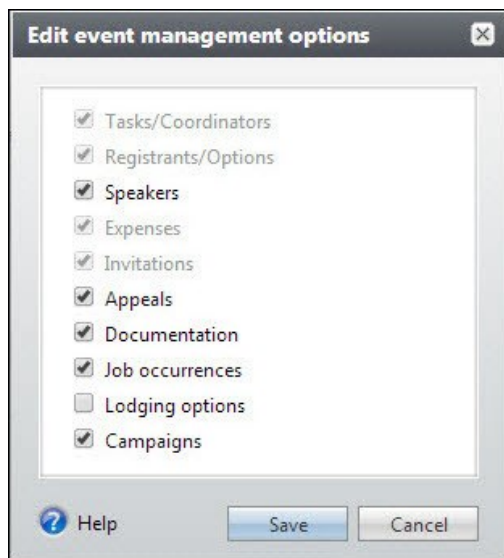 Edit event management options
Tasks/Coordinators
Registrants/Options
Speakers
Expenses
Invitations
Appeals
Documentation
Job occurrences
Lodging options
Campaigns
Help Save Cancel